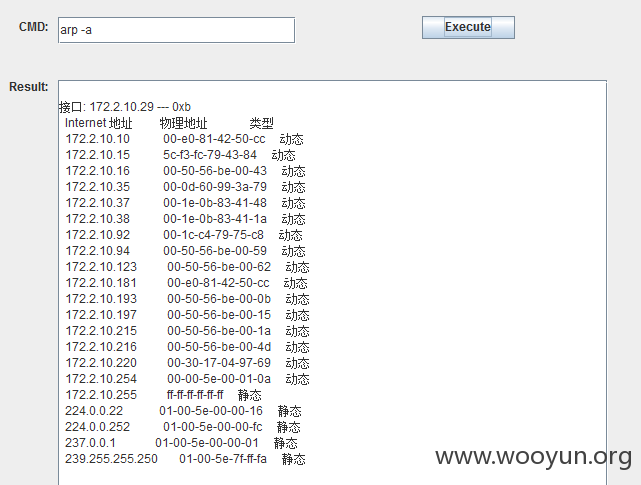 CMD: arp -a Execute
Result:
接口: 172.2.10.29 --- 0xb
Internet 地址 物理地址 类型
172.2.10.10 00-e0-81-42-50-cc 动态
172.2.10.15 5c-f3-fc-79-43-84 动态
172.2.10.16 00-50-56-be-00-43 动态
172.2.10.35 00-0d-60-99-3a-79 动态
172.2.10.37 00-1e-0b-83-41-48 动态
172.2.10.38 00-1e-0b-83-41-1a 动态
172.2.10.92 00-1c-c4-79-75-c8 动态
172.2.10.94 00-50-56-be-00-59 动态
172.2.10.123 00-50-56-be-00-62 动态
172.2.10.181 00-e0-81-42-50-cc 动态
172.2.10.193 00-50-56-be-00-0b 动态
172.2.10.197 00-50-56-be-00-15 动态
172.2.10.215 00-50-56-be-00-1a 动态
172.2.10.216 00-50-56-be-00-4d 动态
172.2.10.220 00-30-17-04-97-69 动态
172.2.10.254 00-00-5e-00-01-0a 动态
172.2.10.255 ff-ff-ff-ff-ff-ff 静态
224.0.0.22 01-00-5e-00-00-16 静态
224.0.0.252 01-00-5e-00-00-fc 静态
237.0.0.1 01-00-5e-00-00-01 静态
239.255.255.250 01-00-5e-7f-ff-fa 静态
www.wooyun.org